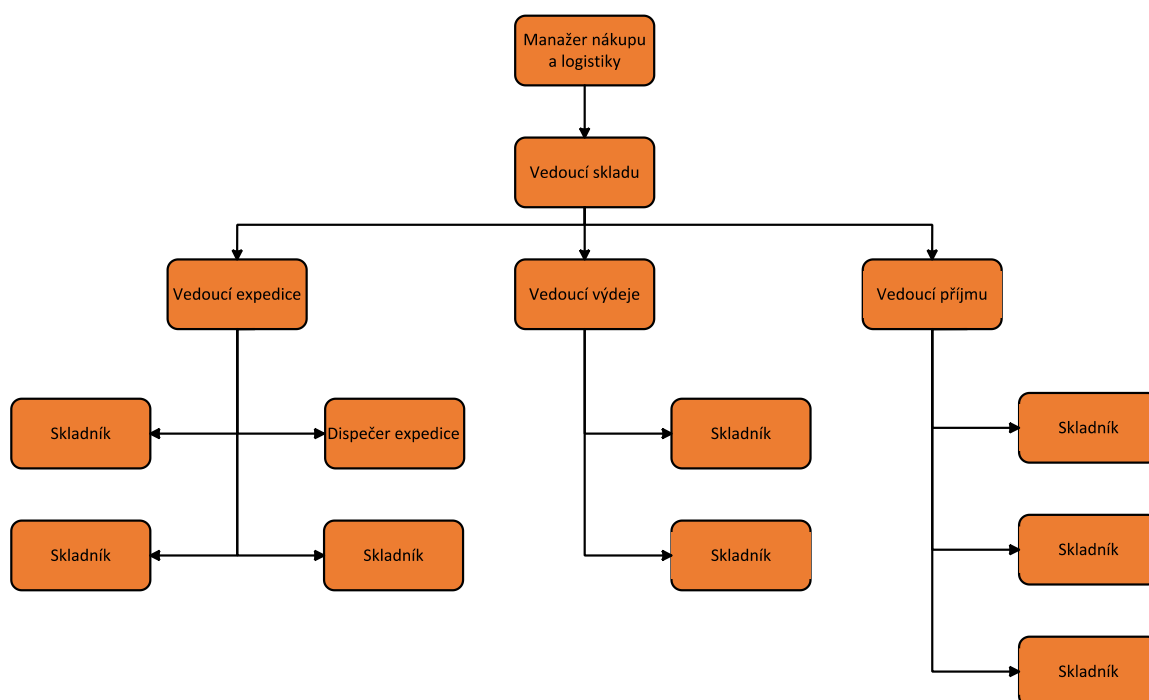 Manažer nákupu
a logistiky
Vedoucí skladu
Vedoucí expedice
Vedoucí výdeje
Vedoucí příjmu
Skladník
Dispečer expedice
Skladník
Skladník
Skladník
Skladník
Skladník
Skladník
Skladník